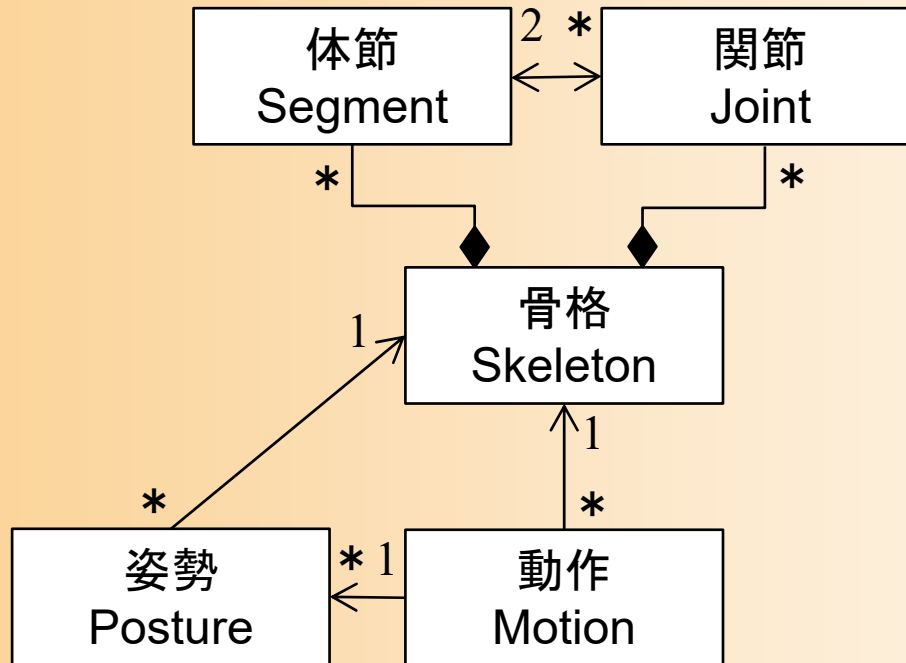 体節
Segment
2 *
関節
Joint
*
*
骨格
Skeleton
1
1
*
*
姿勢
Posture
* 1
動作
Motion